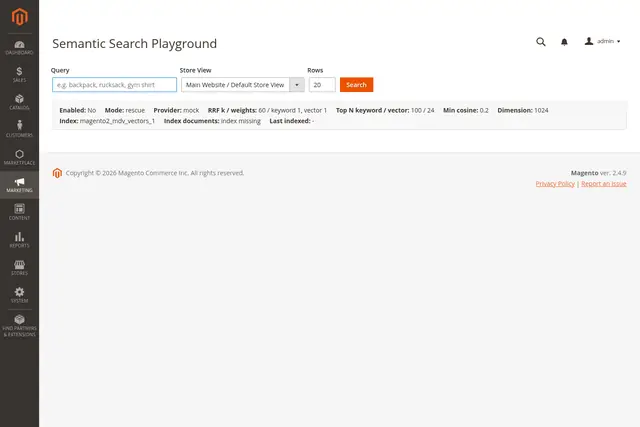 Semantic Search Playground
admin
Query
Store View
Rows
e.g. backpack, rucksack, gym shirt
Main Website / Default Store View
20
Search
Enabled: No Mode: rescue Provider: mock RRF k / weights: 60 / keyword 1, vector 1 Top N keyword / vector: 100 / 24 Min cosine: 0.2 Dimension: 1024
Index: magento2_mdv_vectors_1 Index documents: index missing Last indexed: -
Copyright © 2026 Magento Commerce Inc. All rights reserved.
Magento ver. 2.4.9
Privacy Policy | Report an Issue
DASHBOARD
SALES
CATALOG
CUSTOMERS
MARKETPLACE
MARKETING
CONTENT
REPORTS
STORES
SYSTEM
FIND PARTNERS
& EXTENSIONS